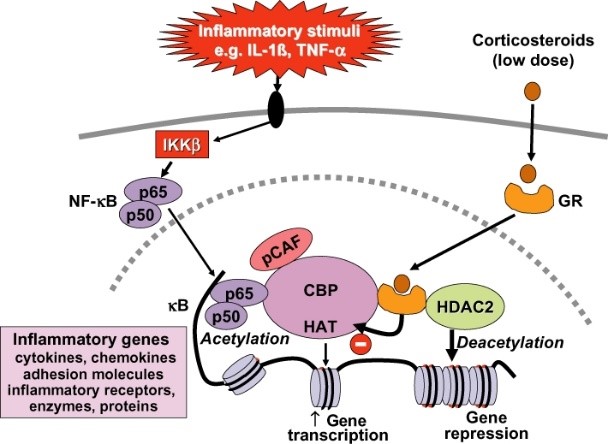 Inflammatory stimuli
e.g. IL-1ß, TNF-α
Corticosteroids
(low dose)
IKKβ
NF-κB
p65
p50
GR
pCAF
κB
p65
p50
CBP
HAT
HDAC2
Acetylation
Deacetylation
Inflammatory genes
cytokines, chemokines
adhesion molecules
inflammatory receptors,
enzymes, proteins
↑ Gene
transcription
Gene
repression